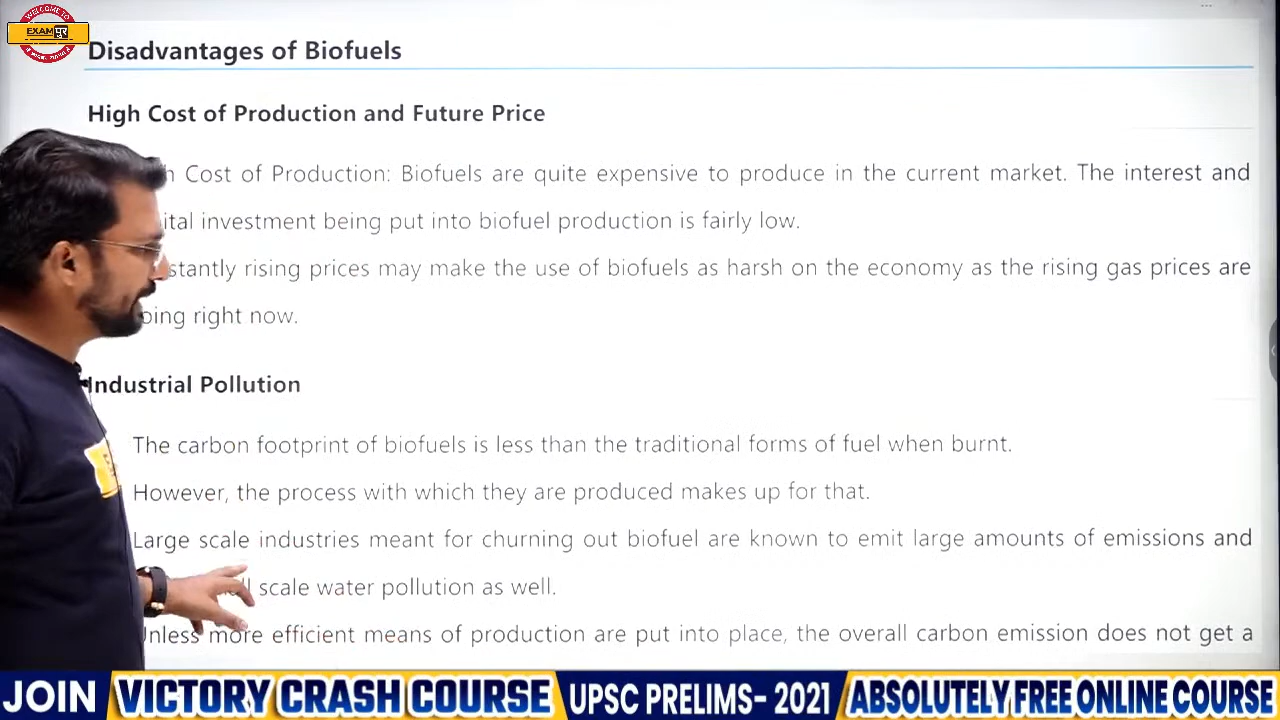 WELCOME TO
EXAM पुर
Disadvantages of Biofuels
High Cost of Production and Future Price
Cost of Production: Biofuels are quite expensive to produce in the current market. The interest and
investment being put into biofuel production is fairly low.
rising prices may make the use of biofuels as harsh on the economy as the rising gas prices are
right now.
Industrial Pollution
The carbon footprint of biofuels is less than the traditional forms of fuel when burnt.
However, the process with which they are produced makes up for that.
Large scale industries meant for churning out biofuel are known to emit large amounts of emissions and
scale water pollution as well.
Unless more efficient means of production are put into place, the overall carbon emission does not get a
JOIN VICTORY CRASH COURSE UPSC PRELIMS- 2021 ABSOLUTELY FREE ONLINE COURSE